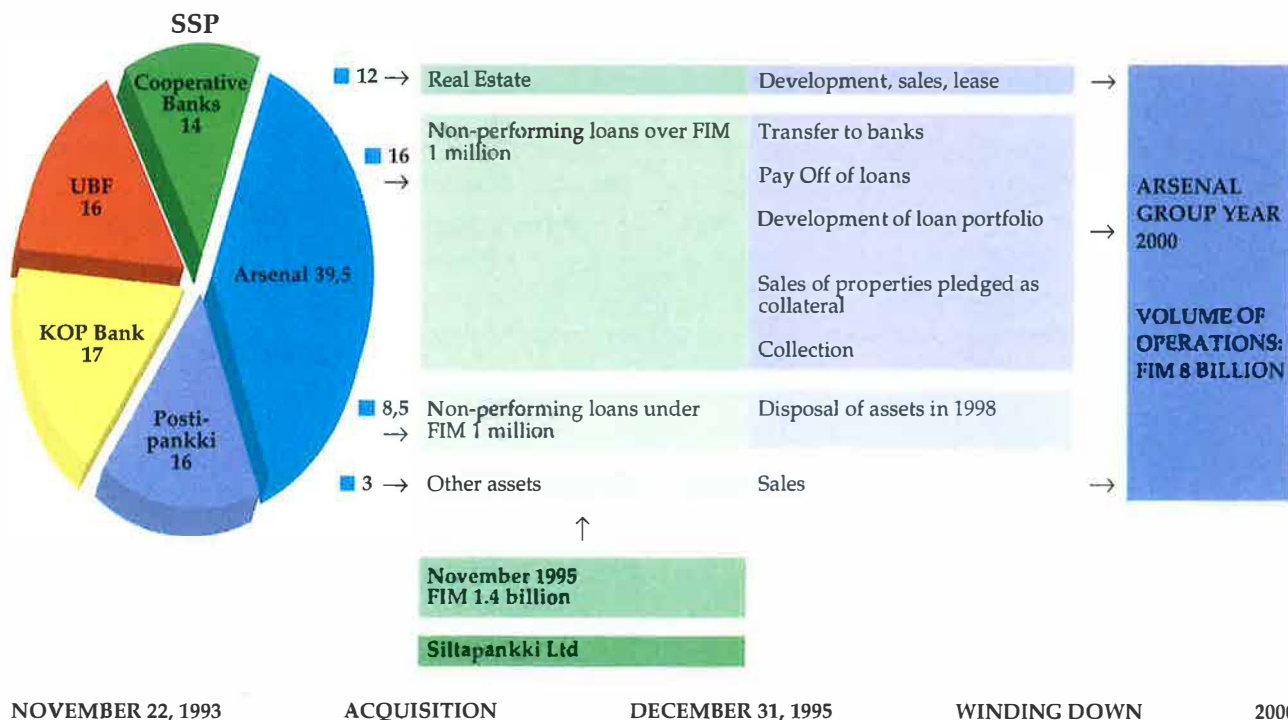 SSP
Cooperative
Banks
14
UBF
16
KOP Bank
17
Posti-
pankki
16
Arsenal 39,5
12 →
Real Estate
Development, sales, lease
→
16
→
Non-performing loans over FIM
1 million
Transfer to banks
Pay Off of loans
Development of loan portfolio
→
Sales of properties pledged as
collateral
Collection
8,5
→
Non-performing loans under
FIM 1 million
Disposal of assets in 1998
3 →
Other assets
Sales
→
ARSENAL
GROUP YEAR
2000
VOLUME OF
OPERATIONS:
FIM 8 BILLION
↑
November 1995
FIM 1.4 billion
Siltapankki Ltd
NOVEMBER 22, 1993 ACQUISITION DECEMBER 31, 1995 WINDING DOWN 2000